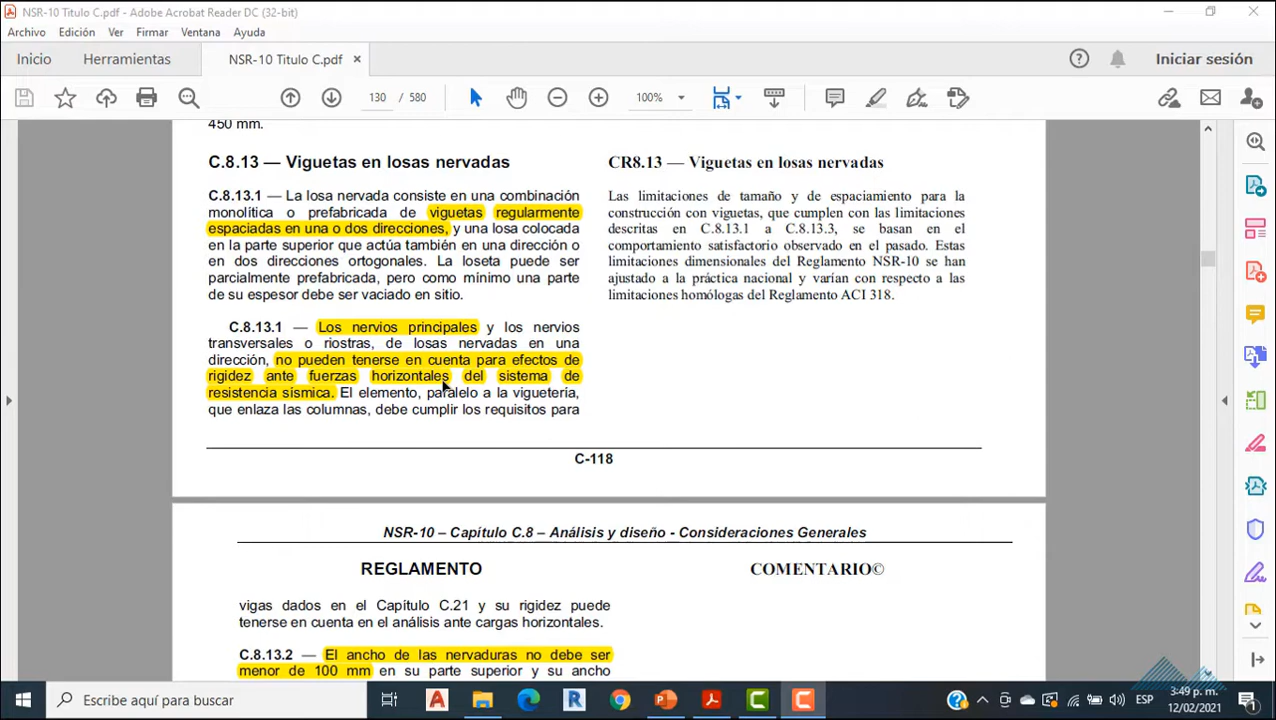 NSR-10 Titulo C.pdf - Adobe Acrobat Reader DC (32-bit)
Archivo Edición Ver Firmar Ventana Ayuda
Inicio Herramientas NSR-10 Titulo C.pdf × Iniciar sesión
130 / 580 100%
450 mm.
C.8.13 — Viguetas en losas nervadas
C.8.13.1 — La losa nervada consiste en una combinación
monolítica o prefabricada de viguetas regularmente
espaciadas en una o dos direcciones, y una losa colocada
en la parte superior que actúa también en una dirección o
en dos direcciones ortogonales. La loseta puede ser
parcialmente prefabricada, pero como mínimo una parte
de su espesor debe ser vaciado en sitio.
C.8.13.1 — Los nervios principales y los nervios
transversales o riostras, de losas nervadas en una
dirección, no pueden tenerse en cuenta para efectos de
rigidez ante fuerzas horizontales del sistema de
resistencia sísmica. El elemento, paralelo a la viguetería,
que enlaza las columnas, debe cumplir los requisitos para
CR8.13 — Viguetas en losas nervadas
Las limitaciones de tamaño y de espaciamiento para la
construcción con viguetas, que cumplen con las limitaciones
descritas en C.8.13.1 a C.8.13.3, se basan en el
comportamiento satisfactorio observado en el pasado. Estas
limitaciones dimensionales del Reglamento NSR-10 se han
ajustado a la práctica nacional y varían con respecto a las
limitaciones homólogas del Reglamento ACI 318.
C-118
NSR-10 – Capítulo C.8 – Análisis y diseño - Consideraciones Generales
REGLAMENTO
COMENTARIO©
vigas dados en el Capítulo C.21 y su rigidez puede
tenerse en cuenta en el análisis ante cargas horizontales.
C.8.13.2 — El ancho de las nervaduras no debe ser
menor de 100 mm en su parte superior y su ancho
Escribe aquí para buscar
ESP
3:49 p. m.
12/02/2021